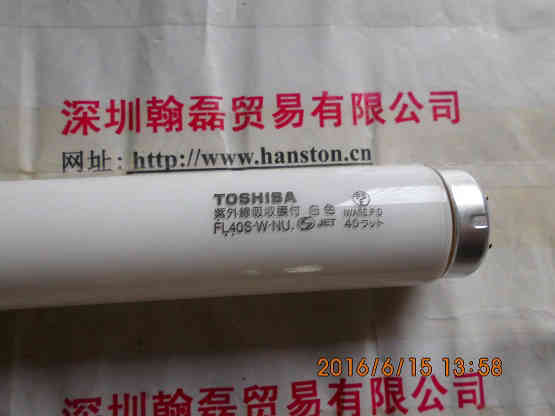 深圳翰磊贸易有限公司
网址: http://www.hanston.cn
TOSHIBA
紫外線吸収膜付 白色 IWASE.P.D
FL40S·W·NU. JET 40ワット
2016/6/15 13:58
深圳翰磊贸易有限公司